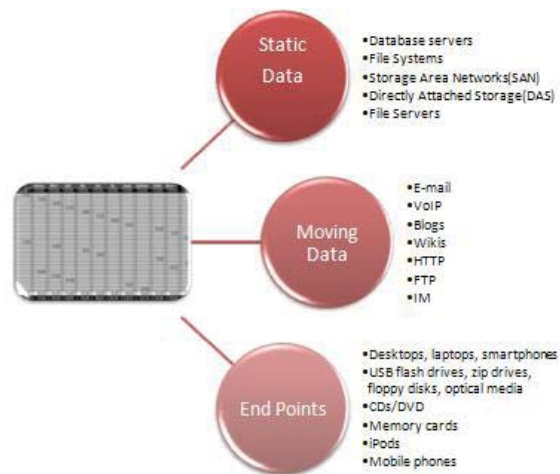 Static
Data
•Database servers
•File Systems
•Storage Area Networks(SAN)
•Directly Attached Storage(DAS)
•File Servers
Moving
Data
•E-mail
•VoIP
•Blogs
•Wikis
•HTTP
•FTP
•IM
End Points
•Desktops, laptops, smartphones
•USB flash drives, zip drives,
floppy disks, optical media
•CDs/DVD
•Memory cards
•iPods
•Mobile phones